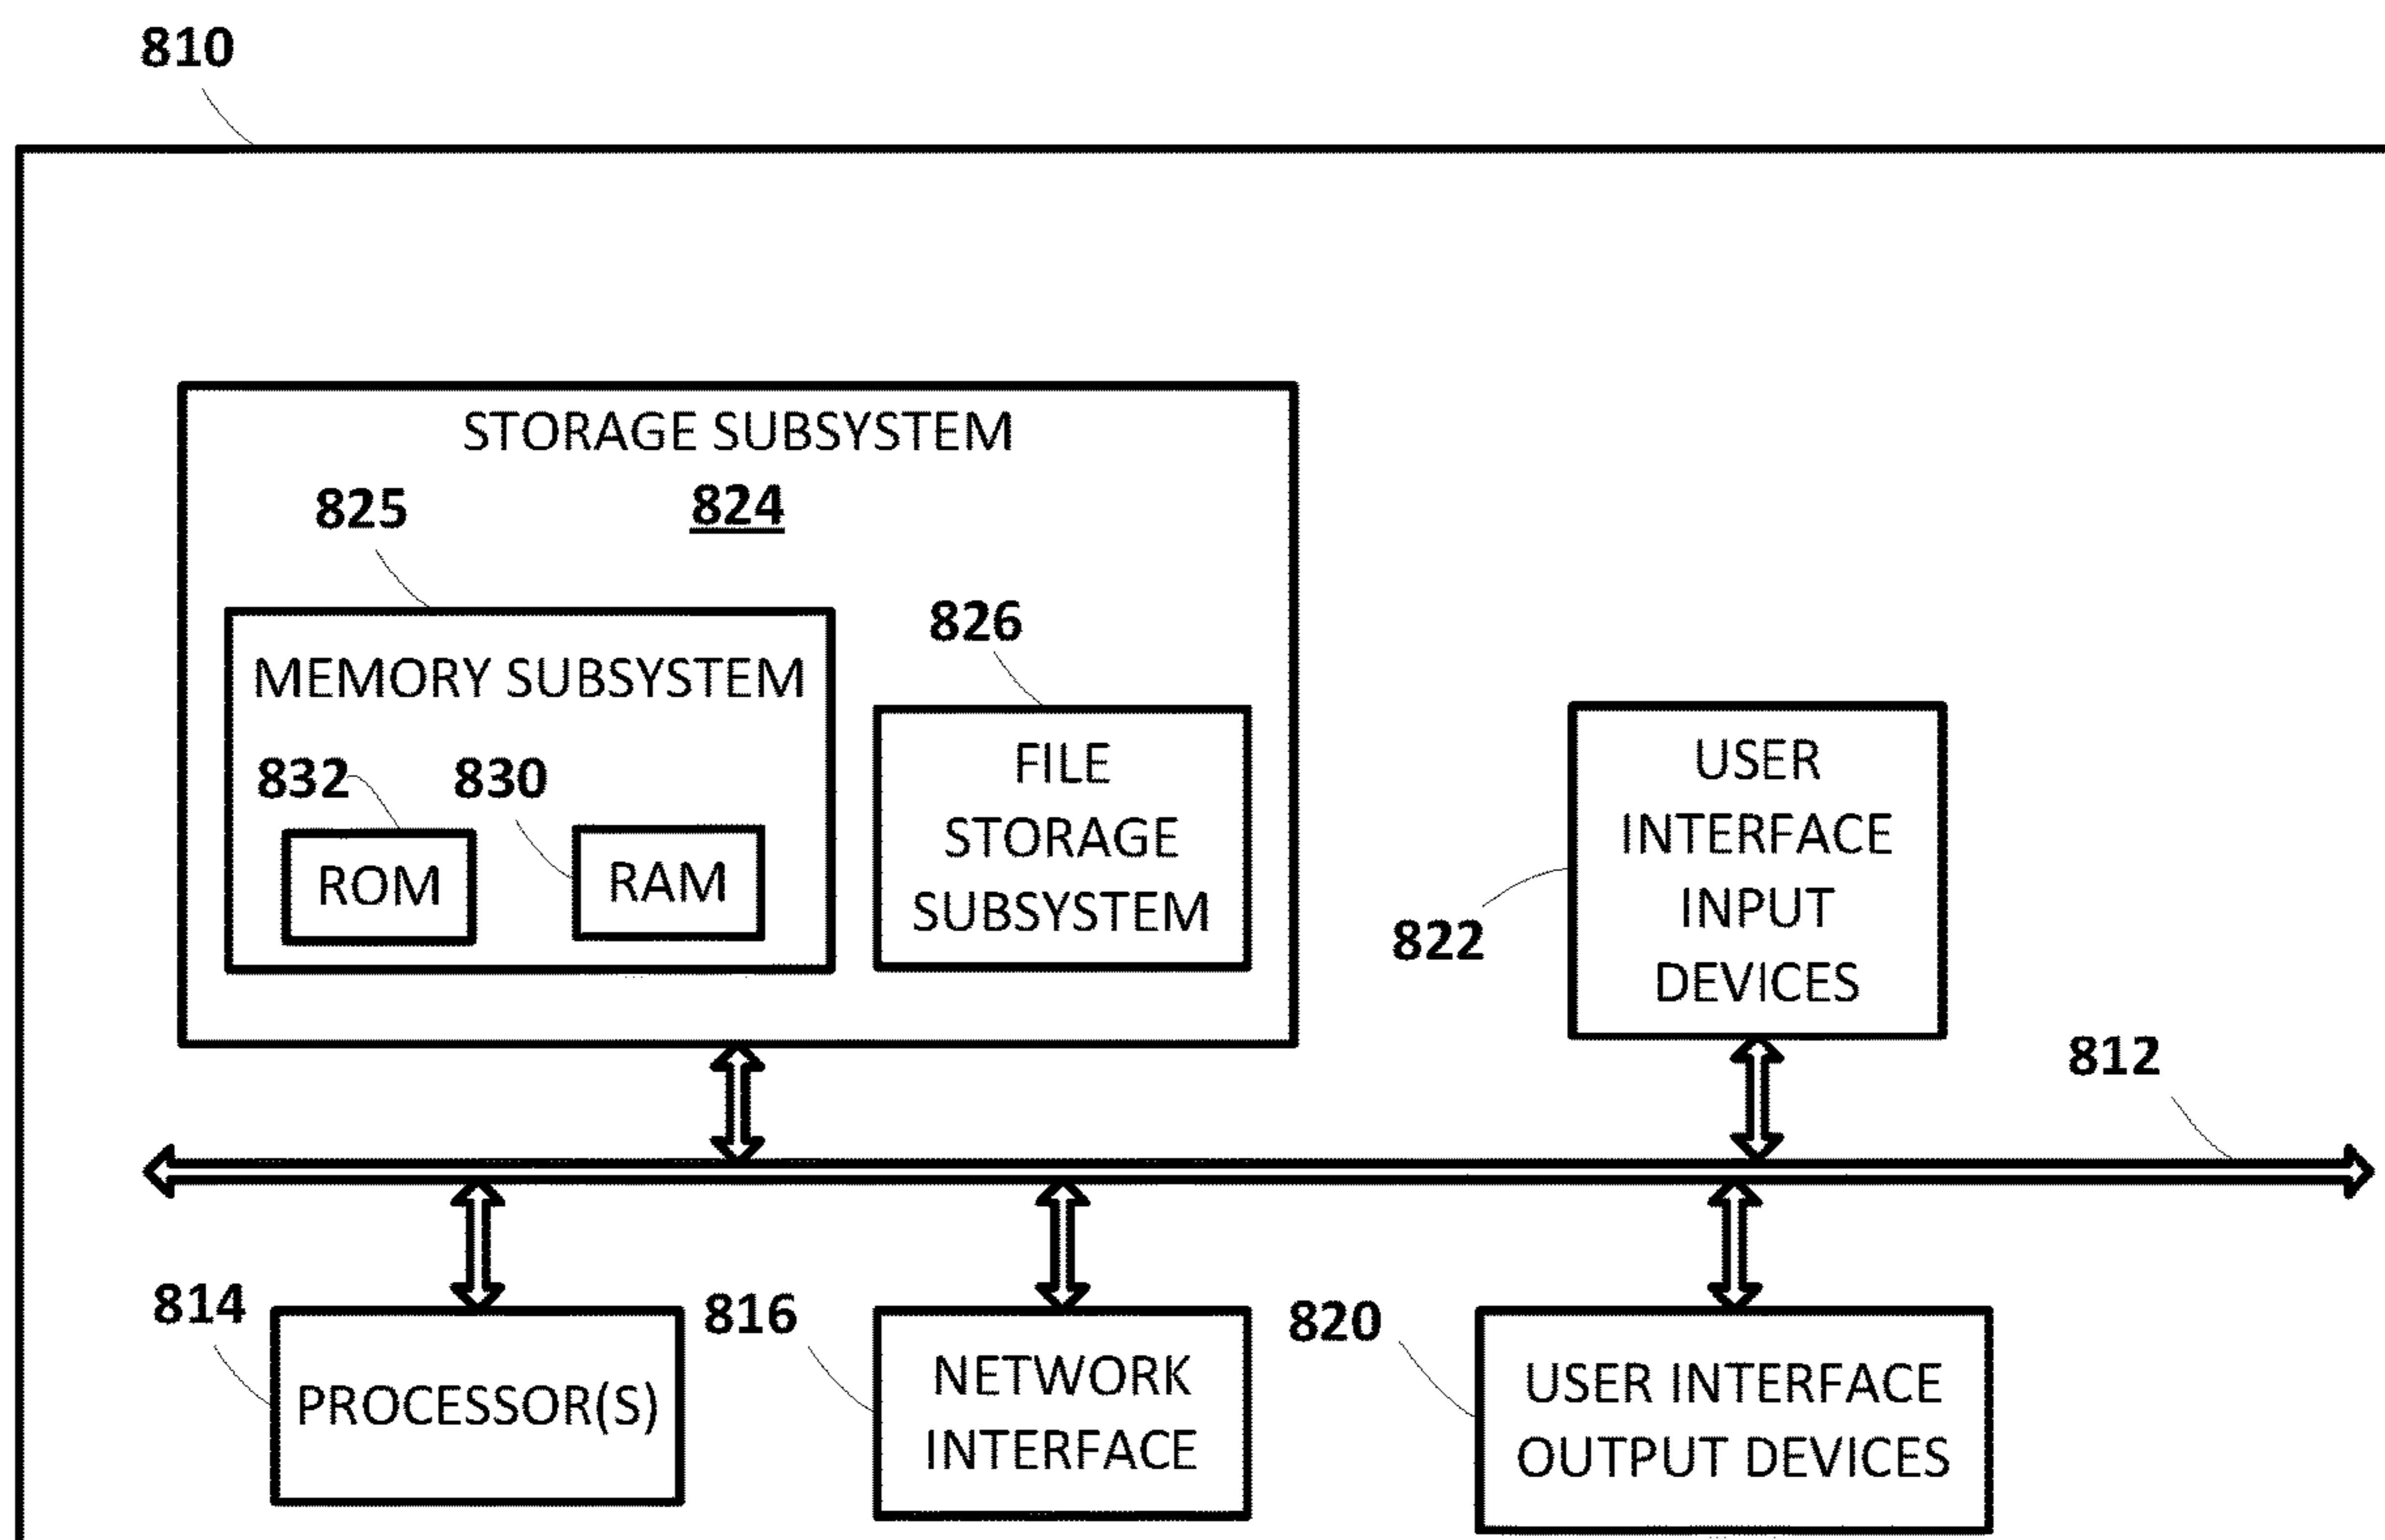 810
STORAGE SUBSYSTEM
825
824
826
MEMORY SUBSYSTEM
832
830
ROM
RAM
FILE
STORAGE
SUBSYSTEM
USER
INTERFACE
INPUT
DEVICES
822
812
814
PROCESSOR(S)
816
NETWORK
INTERFACE
820
USER INTERFACE
OUTPUT DEVICES